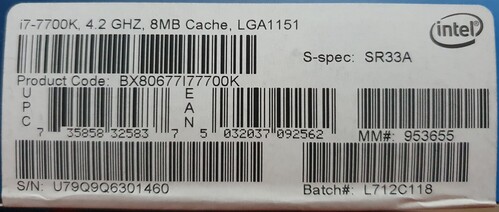 i7-7700K, 4.2 GHZ, 8MB Cache, LGA1151
intel
S-spec: SR33A
Product Code: BX80677I77700K
UPC
EAN
7 35858 32583 7
5 032037 092562
MM#: 953655
S/N: U79Q9Q6301460
Batch#: L712C118